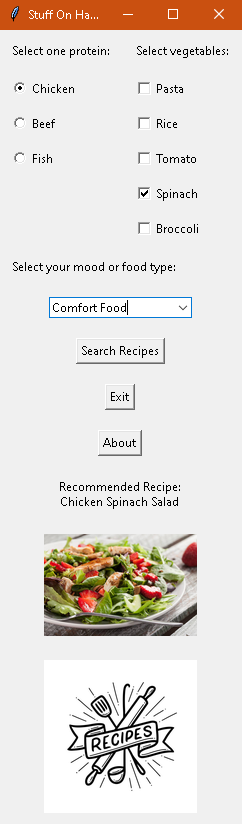 Stuff On Ha...
Select one protein:
Select vegetables:
Chicken
Pasta
Beef
Rice
Fish
Tomato
Spinach
Broccoli
Select your mood or food type:
Comfort Food
Search Recipes
Exit
About
Recommended Recipe:
Chicken Spinach Salad
RECIPES